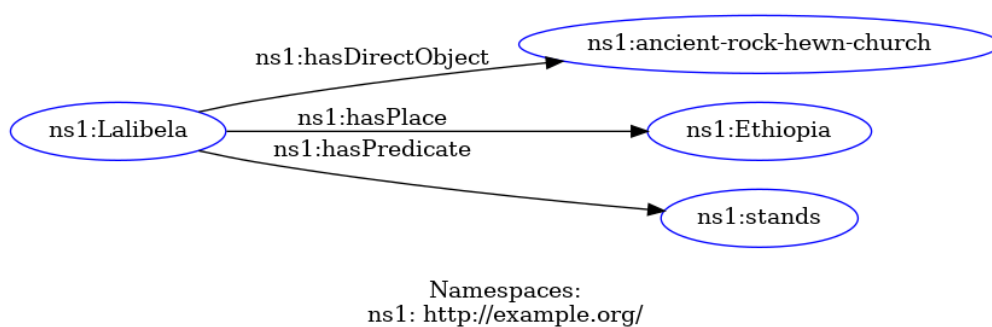 ns1:hasDirectObject
ns1:ancient-rock-hewn-church
ns1:Lalibela
ns1:hasPlace
ns1:Ethiopia
ns1:hasPredicate
ns1:stands
Namespaces:
ns1: http://example.org/